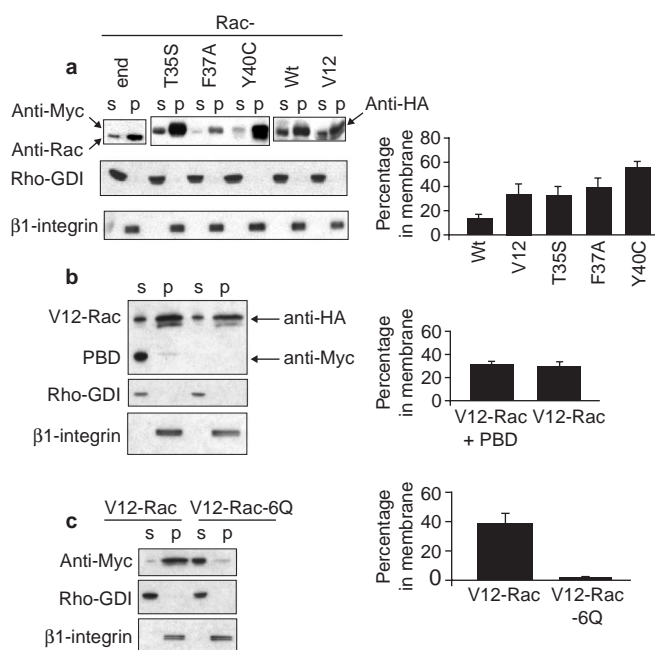 Rac-
a
end T35S F37A Y40C Wt V12
s p s p s p s p s p s p
Anti-Myc
Anti-HA
Anti-Rac
Rho-GDI
β1-integrin
Percentage
in membrane
80
60
40
20
0
Wt V12 T35S F37A Y40C
b
s p s p
V12-Rac
anti-HA
PBD
anti-Myc
Rho-GDI
β1-integrin
Percentage
in membrane
80
60
40
20
0
V12-Rac V12-Rac
+ PBD
c
V12-Rac V12-Rac-6Q
s p s p
Anti-Myc
Rho-GDI
β1-integrin
Percentage
in membrane
60
40
20
0
V12-Rac V12-Rac
-6Q